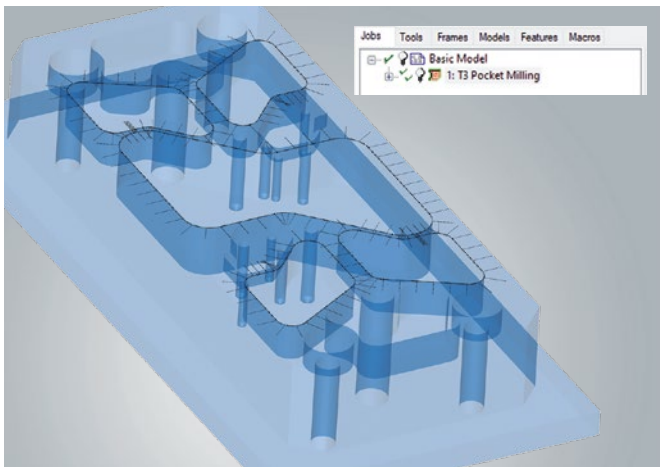 Jobs Tools Frames Models Features Macros
Basic Model
1: T3 Pocket Milling